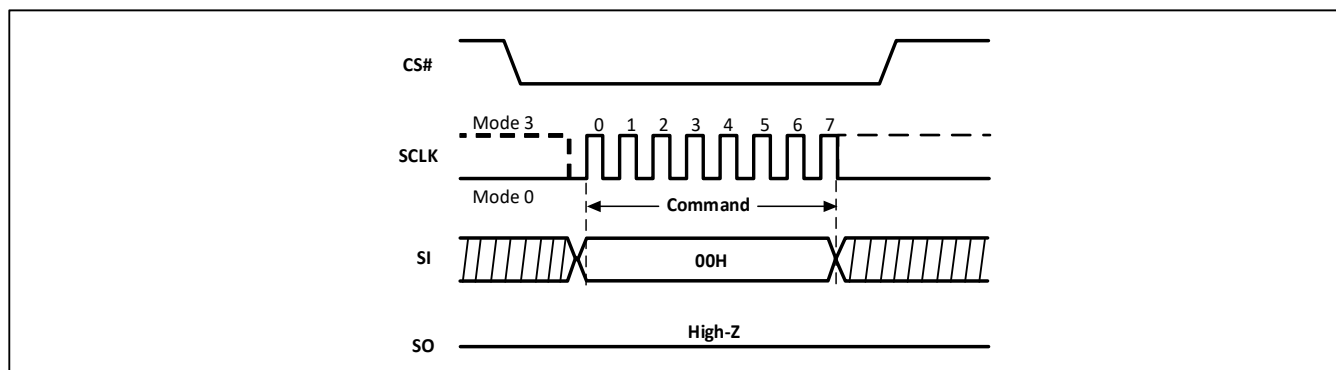 CS#
Mode 3
0 1 2 3 4 5 6 7
SCLK
Mode 0
Command
SI
00H
High-Z
SO